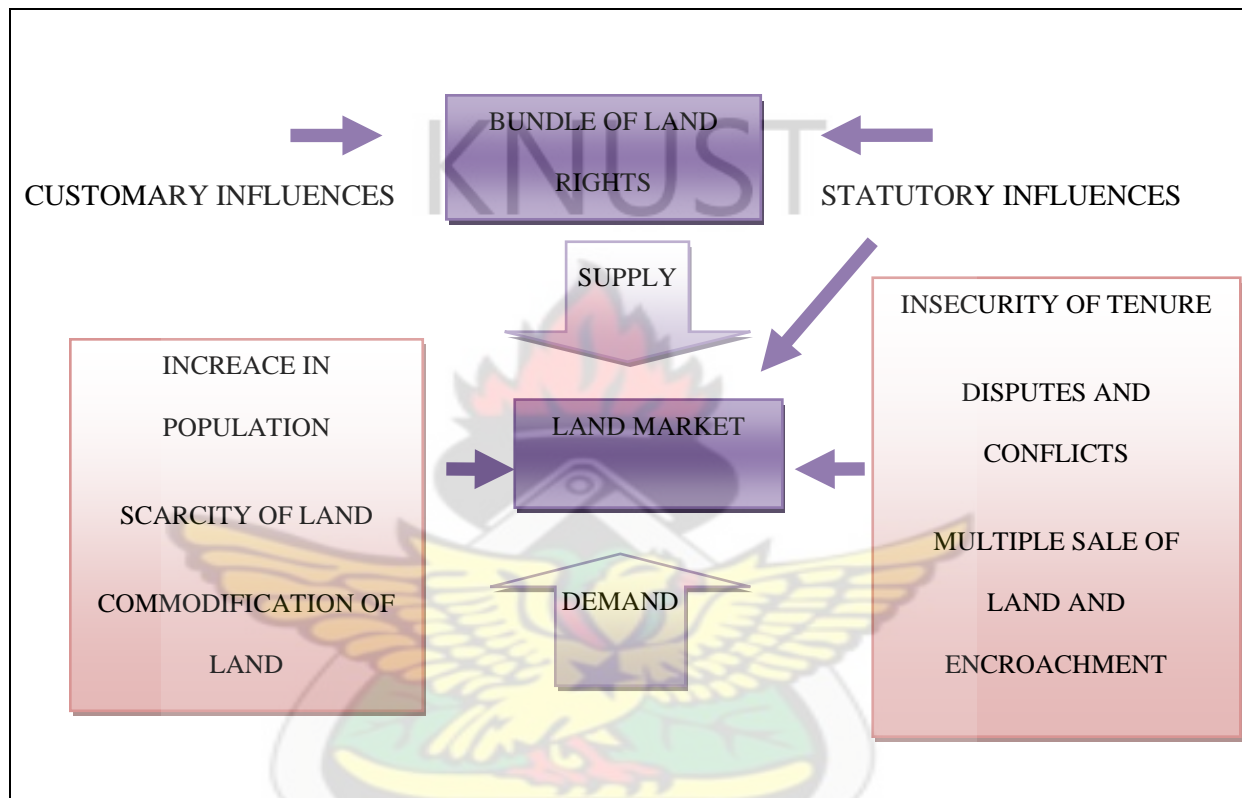 KNUST
BUNDLE OF LAND
RIGHTS
CUSTOMARY INFLUENCES
STATUTORY INFLUENCES
SUPPLY
INCREACE IN
POPULATION
SCARCITY OF LAND
COMMODIFICATION OF
LAND
LAND MARKET
DEMAND
INSECURITY OF TENURE
DISPUTES AND
CONFLICTS
MULTIPLE SALE OF
LAND AND
ENCROACHMENT